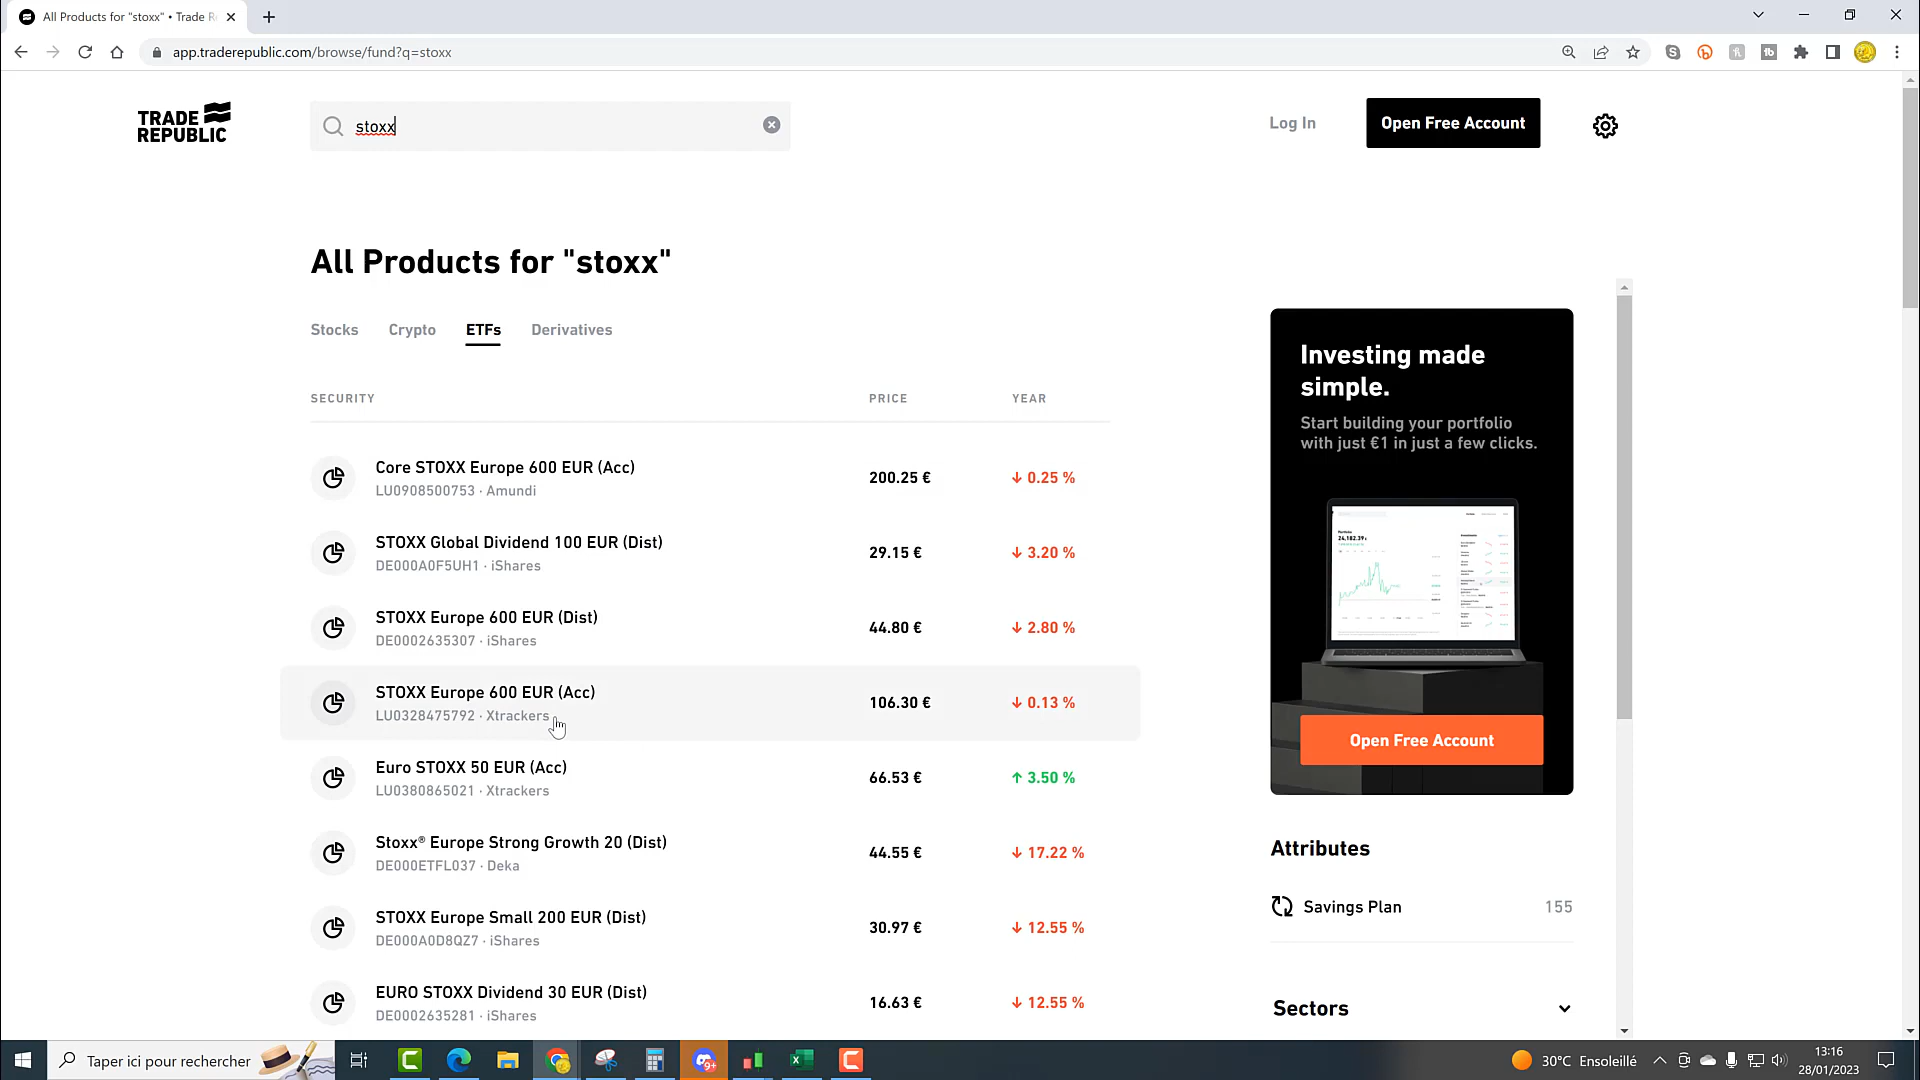 All Products for "stoxx" • Trade R
app.traderepublic.com/browse/fund?q=stoxx
TRADE
REPUBLIC
stoxx
Log In
Open Free Account
All Products for "stoxx"
Stocks
Crypto
ETFs
Derivatives
SECURITY
PRICE
YEAR
Core STOXX Europe 600 EUR (Acc)
LU0908500753 · Amundi
200.25 €
↓ 0.25 %
STOXX Global Dividend 100 EUR (Dist)
DE000A0F5UH1 · iShares
29.15 €
↓ 3.20 %
STOXX Europe 600 EUR (Dist)
DE0002635307 · iShares
44.80 €
↓ 2.80 %
STOXX Europe 600 EUR (Acc)
LU0328475792 · Xtrackers
106.30 €
↓ 0.13 %
Euro STOXX 50 EUR (Acc)
LU0380865021 · Xtrackers
66.53 €
↑ 3.50 %
Stoxx® Europe Strong Growth 20 (Dist)
DE000ETFL037 · Deka
44.55 €
↓ 17.22 %
STOXX Europe Small 200 EUR (Dist)
DE000A0D8QZ7 · iShares
30.97 €
↓ 12.55 %
EURO STOXX Dividend 30 EUR (Dist)
DE0002635281 · iShares
16.63 €
↓ 12.55 %
Investing made
simple.
Start building your portfolio
with just €1 in just a few clicks.
24,182.39€
Open Free Account
Attributes
Savings Plan
155
Sectors
Taper ici pour rechercher
9+
30°C Ensoleillé
13:16
28/01/2023